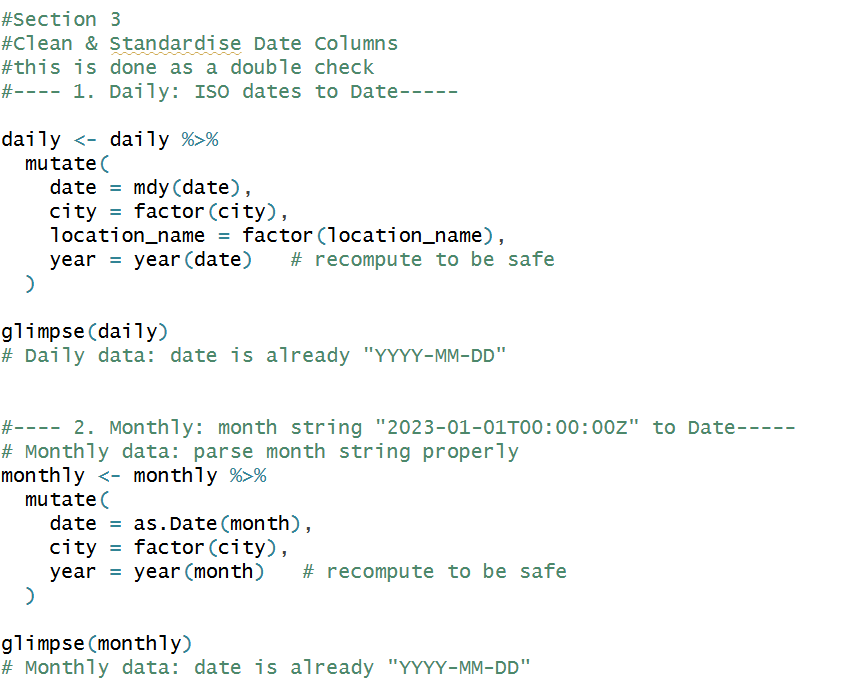 #Section 3
#Clean & Standardise Date Columns
#this is done as a double check
#---- 1. Daily: ISO dates to Date-----
daily <- daily %>%
  mutate(
    date = mdy(date),
    city = factor(city),
    location_name = factor(location_name),
    year = year(date)   # recompute to be safe
  )
glimpse(daily)
# Daily data: date is already "YYYY-MM-DD"
#---- 2. Monthly: month string "2023-01-01T00:00:00Z" to Date-----
# Monthly data: parse month string properly
monthly <- monthly %>%
  mutate(
    date = as.Date(month),
    city = factor(city),
    year = year(month)   # recompute to be safe
  )
glimpse(monthly)
# Monthly data: date is already "YYYY-MM-DD"